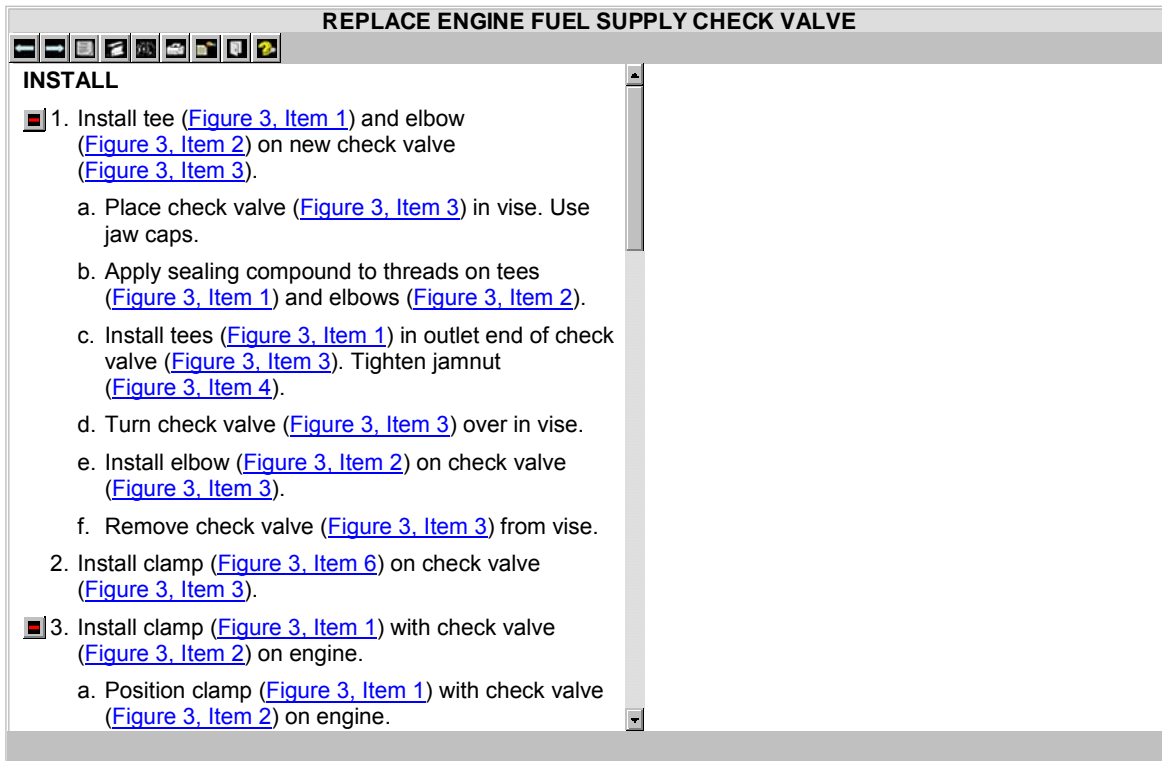 REPLACE ENGINE FUEL SUPPLY CHECK VALVE
INSTALL
1. Install tee (Figure 3, Item 1) and elbow
(Figure 3, Item 2) on new check valve
(Figure 3, Item 3).
a. Place check valve (Figure 3, Item 3) in vise. Use
jaw caps.
b. Apply sealing compound to threads on tees
(Figure 3, Item 1) and elbows (Figure 3, Item 2).
c. Install tees (Figure 3, Item 1) in outlet end of check
valve (Figure 3, Item 3). Tighten jamnut
(Figure 3, Item 4).
d. Turn check valve (Figure 3, Item 3) over in vise.
e. Install elbow (Figure 3, Item 2) on check valve
(Figure 3, Item 3).
f. Remove check valve (Figure 3, Item 3) from vise.
2. Install clamp (Figure 3, Item 6) on check valve
(Figure 3, Item 3).
3. Install clamp (Figure 3, Item 1) with check valve
(Figure 3, Item 2) on engine.
a. Position clamp (Figure 3, Item 1) with check valve
(Figure 3, Item 2) on engine.